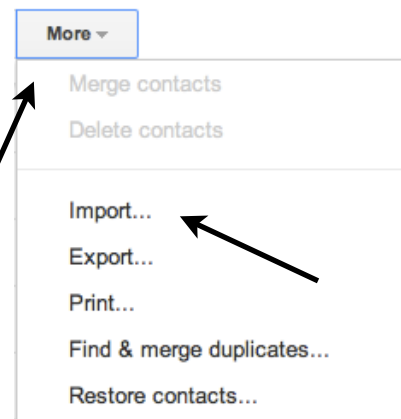 More
Merge contacts
Delete contacts
Import...
Export...
Print...
Find & merge duplicates...
Restore contacts...